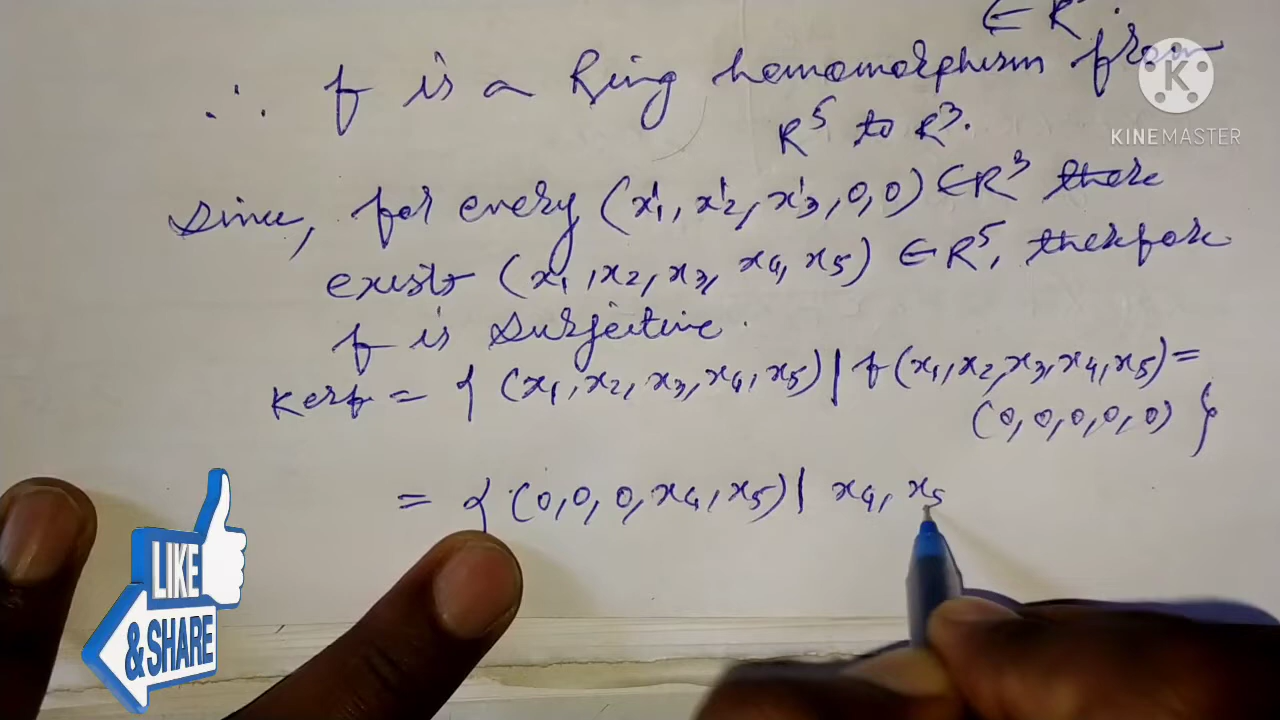 ∈ R
∴ f is a Ring homomorphism from
R⁵ to R³.
since, for every (x'₁, x'₂, x'₃, 0, 0) ∈ R³ there
exists (x₁, x₂, x₃, x₄, x₅) ∈ R⁵, therefore
f is surjective.
Kerf = { (x₁, x₂, x₃, x₄, x₅) | f(x₁, x₂, x₃, x₄, x₅) =
(0, 0, 0, 0, 0) }
= { (0, 0, 0, x₄, x₅) | x₄, x₅
K
KINEMASTER
LIKE
& SHARE